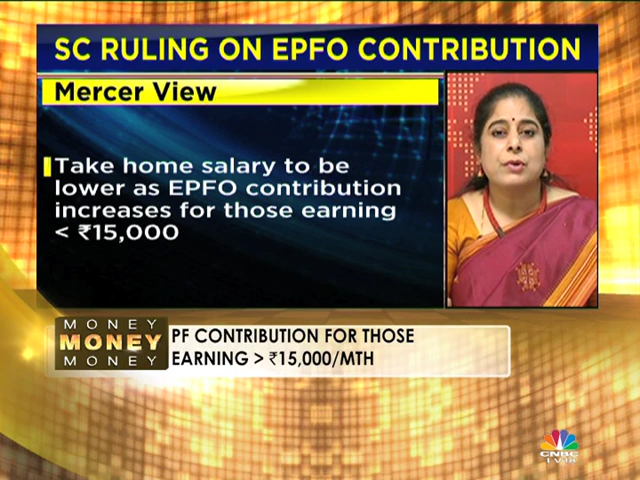 SC RULING ON EPFO CONTRIBUTION
Mercer View
Take home salary to be
lower as EPFO contribution
increases for those earning
< ₹15,000
MONEY
MONEY
MONEY
PF CONTRIBUTION FOR THOSE
EARNING > ₹15,000/MTH
CNBC
TV18